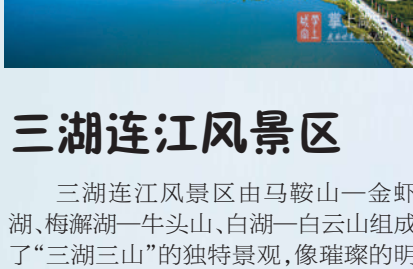 三湖连江风景区
三湖连江风景区由马鞍山—金虾
湖、梅澥湖—牛头山、白湖—白云山组成
了“三湖三山”的独特景观,像璀璨的明